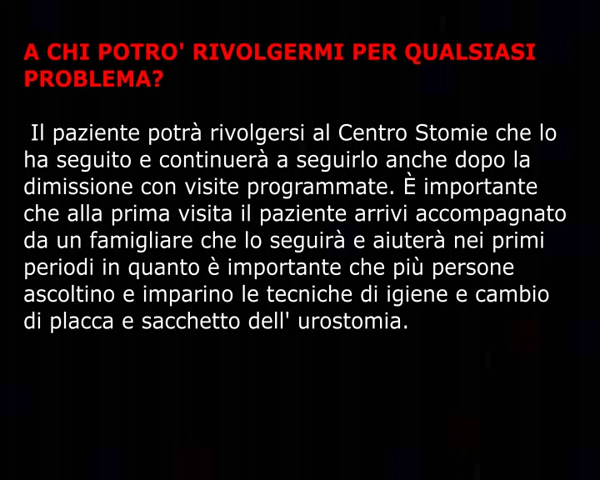 A CHI POTRO' RIVOLGERMI PER QUALSIASI
PROBLEMA?
Il paziente potrà rivolgersi al Centro Stomie che lo
ha seguito e continuerà a seguirlo anche dopo la
dimissione con visite programmate. È importante
che alla prima visita il paziente arrivi accompagnato
da un famigliare che lo seguirà e aiuterà nei primi
periodi in quanto è importante che più persone
ascoltino e imparino le tecniche di igiene e cambio
di placca e sacchetto dell' urostomia.